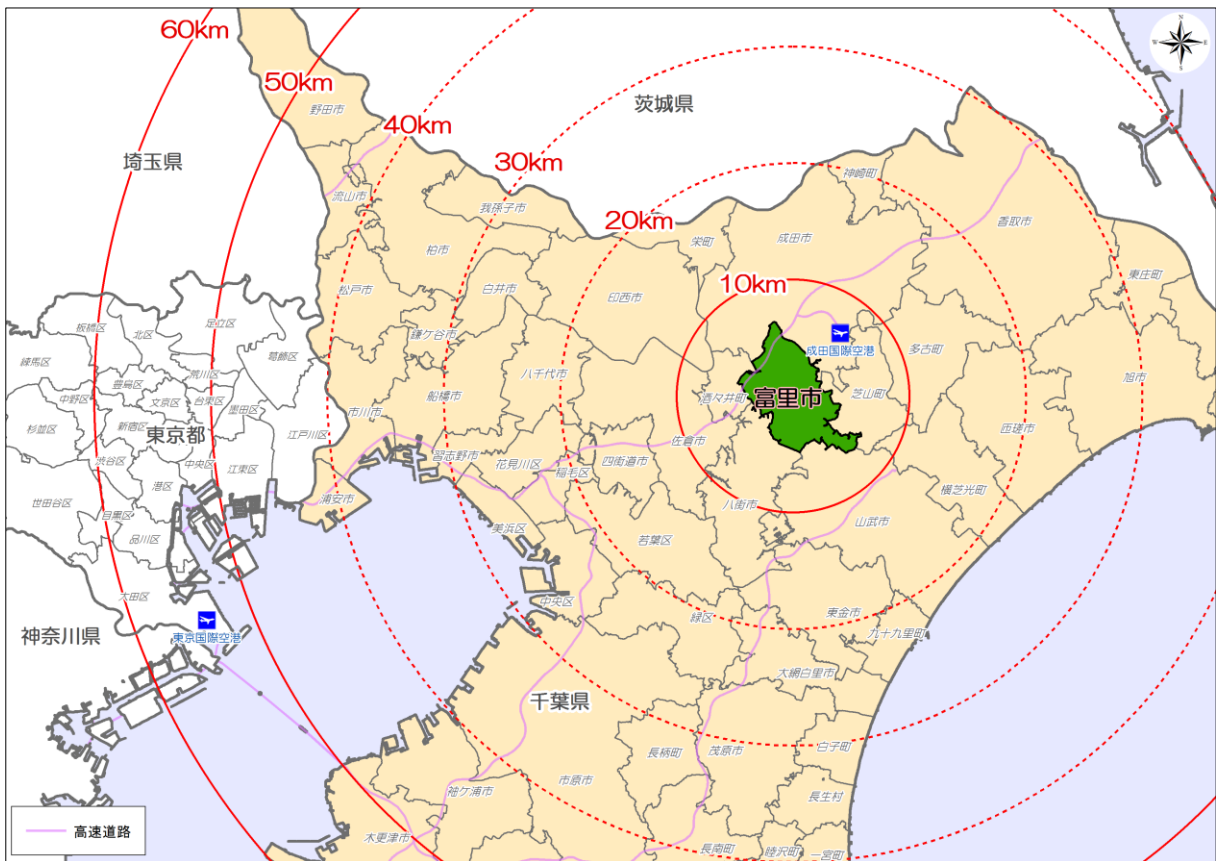 N
W
E
S
60km
50km
野田市
茨城県
40km
埼玉県
30km
神崎町
流山市
我孫子市
香取市
20km
栄町
成田市
柏市
東庄町
10km
松戸市
白井市
印西市
足立区
板橋区
北区
鎌ケ谷市
成田国際空港
多古町
葛飾区
練馬区
荒川区
八千代市
旭市
豊島区
中野区
文京区
台東区
墨田区
船橋市
酒々井町
富里市
芝山町
市川市
杉並区
新宿区
東京都
江戸川区
匝瑳市
佐倉市
習志野市
渋谷区
中央区
江東区
花見川区
稲毛区
四街道市
港区
浦安市
横芝光町
世田谷区
八街市
目黒区
山武市
美浜区
品川区
若葉区
大田区
中央区
緑区
東金市
神奈川県
東京国際空港
九十九里町
大網白里市
千葉県
長柄町
茂原市
白子町
市原市
袖ケ浦市
長生村
高速道路
木更津市
長南町
睦沢町
一宮町